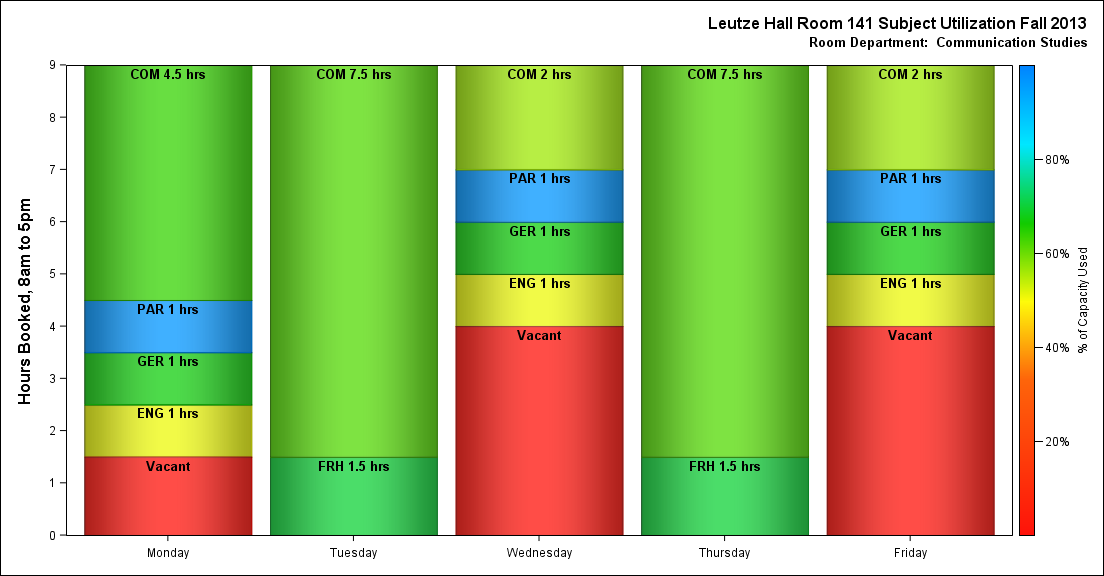 Leutze Hall Room 141 Subject Utilization Fall 2013
Room Department:  Communication Studies
Hours Booked, 8am to 5pm
9
8
7
6
5
4
3
2
1
0
COM 4.5 hrs
PAR 1 hrs
GER 1 hrs
ENG 1 hrs
Vacant
COM 7.5 hrs
FRH 1.5 hrs
COM 2 hrs
PAR 1 hrs
GER 1 hrs
ENG 1 hrs
Vacant
COM 7.5 hrs
FRH 1.5 hrs
COM 2 hrs
PAR 1 hrs
GER 1 hrs
ENG 1 hrs
Vacant
Monday
Tuesday
Wednesday
Thursday
Friday
80%
60%
40%
20%
% of Capacity Used